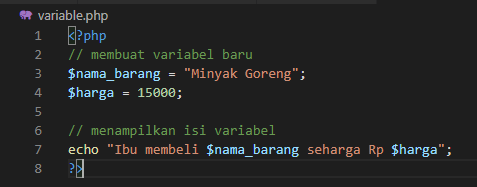 variable.php
1 <?php
2 // membuat variabel baru
3 $nama_barang = "Minyak Goreng";
4 $harga = 15000;
5
6 // menampilkan isi variabel
7 echo "Ibu membeli $nama_barang seharga Rp $harga";
8 ?>